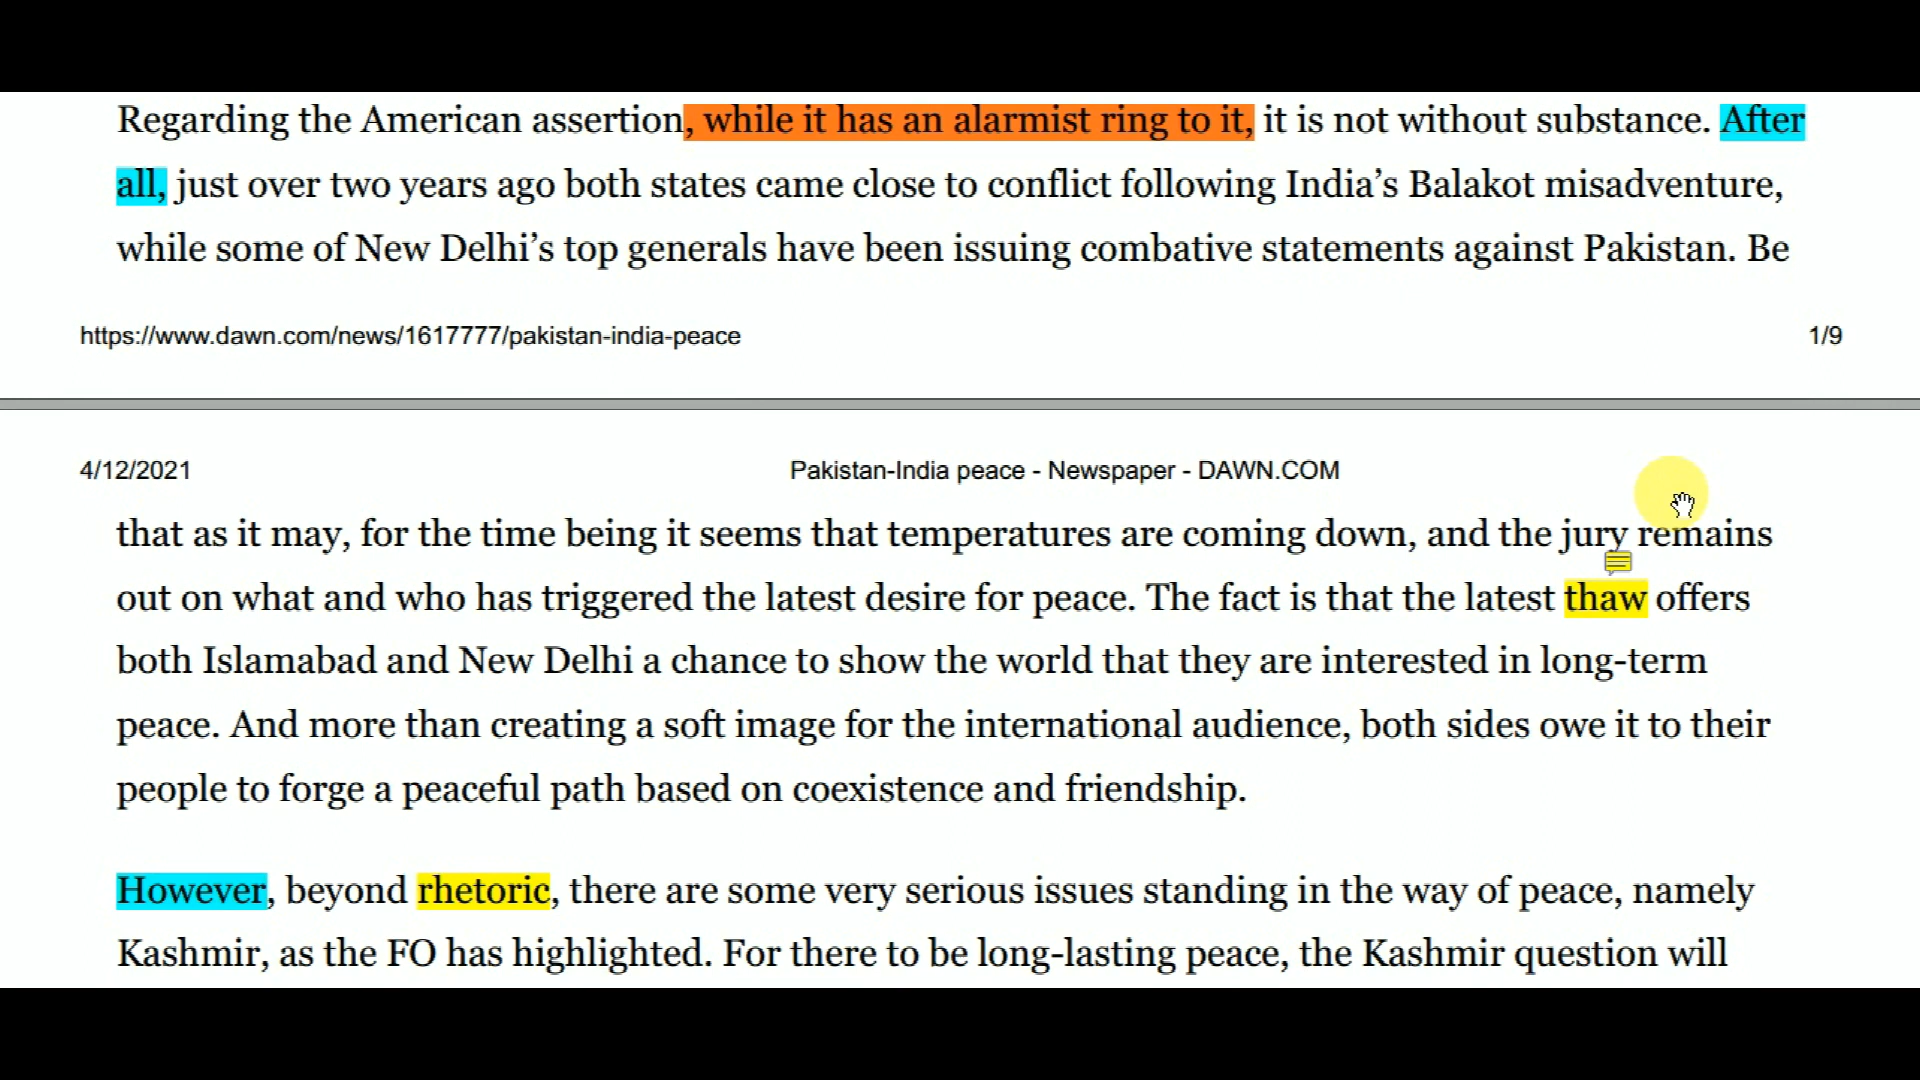 Regarding the American assertion, while it has an alarmist ring to it, it is not without substance. After
all, just over two years ago both states came close to conflict following India’s Balakot misadventure,
while some of New Delhi’s top generals have been issuing combative statements against Pakistan. Be
https://www.dawn.com/news/1617777/pakistan-india-peace 1/9
4/12/2021 Pakistan-India peace - Newspaper - DAWN.COM
that as it may, for the time being it seems that temperatures are coming down, and the jury remains
out on what and who has triggered the latest desire for peace. The fact is that the latest thaw offers
both Islamabad and New Delhi a chance to show the world that they are interested in long-term
peace. And more than creating a soft image for the international audience, both sides owe it to their
people to forge a peaceful path based on coexistence and friendship.
However, beyond rhetoric, there are some very serious issues standing in the way of peace, namely
Kashmir, as the FO has highlighted. For there to be long-lasting peace, the Kashmir question will